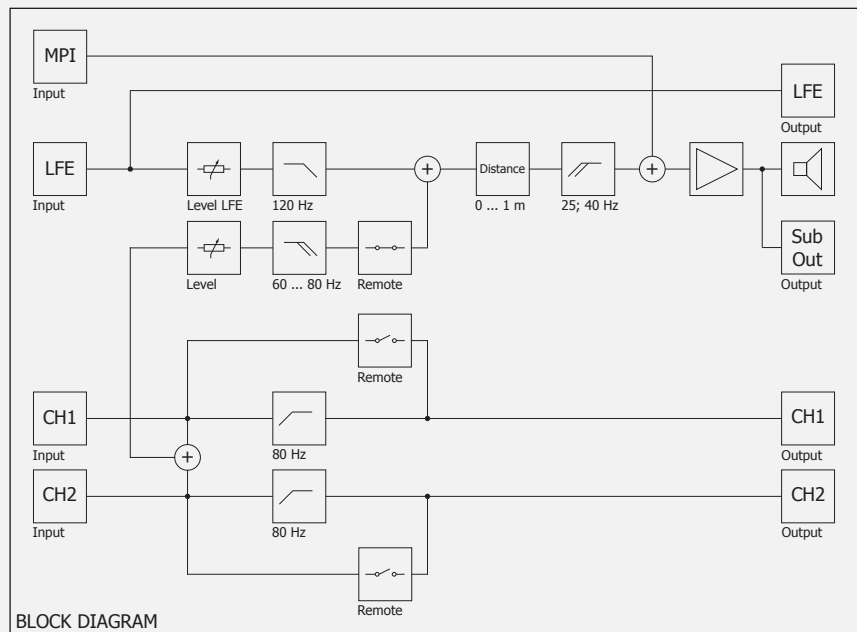 MPI
Input
LFE
Output
LFE
Input
Level LFE
120 Hz
Distance
0 ... 1 m
25; 40 Hz
Level
60 ... 80 Hz
Remote
Sub
Out
Output
Remote
CH1
Input
80 Hz
CH1
Output
CH2
Input
80 Hz
CH2
Output
Remote
BLOCK DIAGRAM